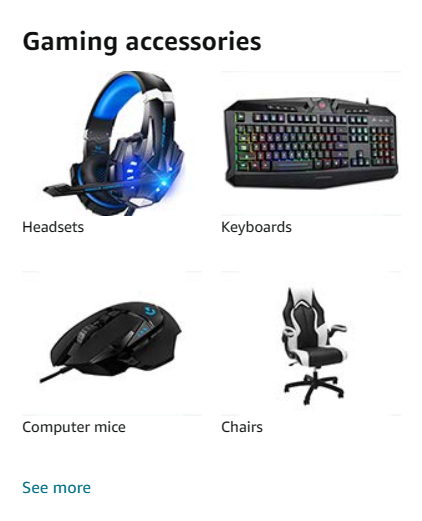 Gaming accessories
Headsets
Keyboards
Computer mice
Chairs
See more